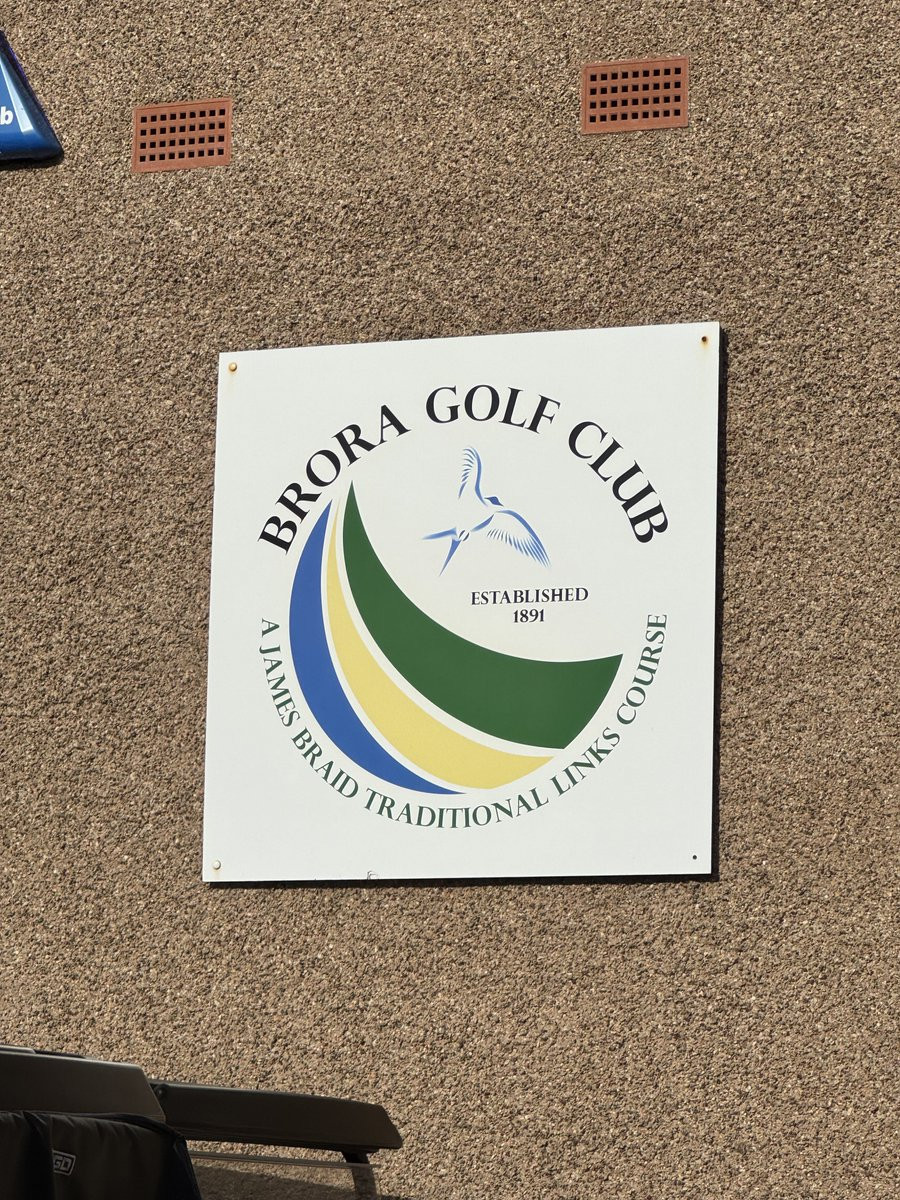 b
BRORA GOLF CLUB
ESTABLISHED
1891
A JAMES BRAID TRADITIONAL LINKS COURSE